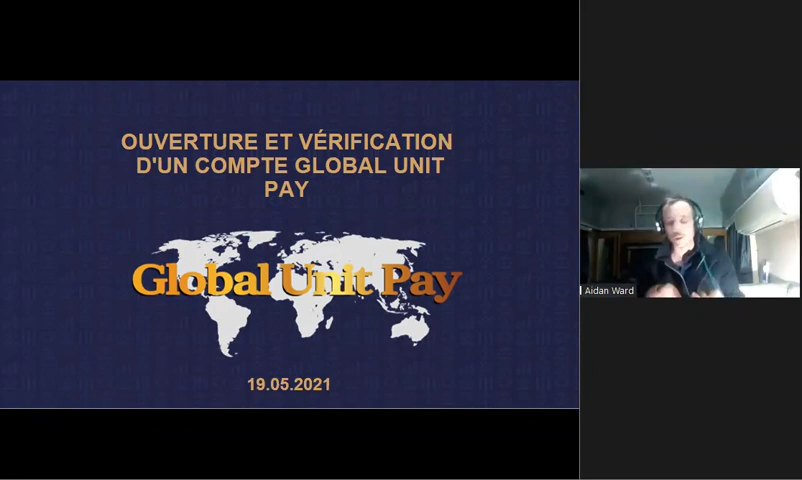 OUVERTURE ET VÉRIFICATION
D'UN COMPTE GLOBAL UNIT
PAY
Global Unit Pay
19.05.2021
Aidan Ward